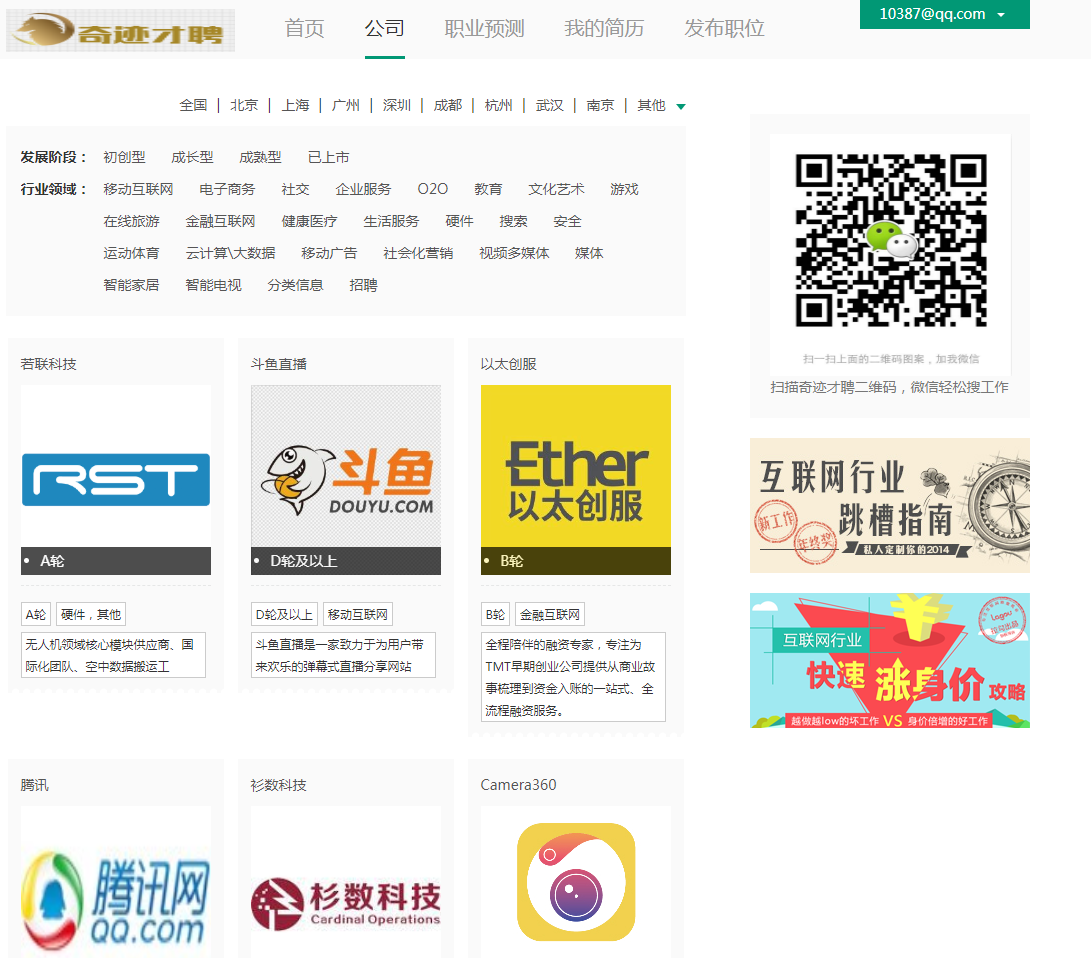 奇迹才聘
首页 公司 职业预测 我的简历 发布职位
10387@qq.com
全国 | 北京 | 上海 | 广州 | 深圳 | 成都 | 杭州 | 武汉 | 南京 | 其他
发展阶段： 初创型 成长型 成熟型 已上市
行业领域： 移动互联网 电子商务 社交 企业服务 O2O 教育 文化艺术 游戏
在线旅游 金融互联网 健康医疗 生活服务 硬件 搜索 安全
运动体育 云计算\大数据 移动广告 社会化营销 视频多媒体 媒体
智能家居 智能电视 分类信息 招聘
若联科技
RST
• A轮
A轮 硬件，其他
无人机领域核心模块供应商、国
际化团队、空中数据搬运工
斗鱼直播
斗鱼
DOUYU.COM
• D轮及以上
D轮及以上 移动互联网
斗鱼直播是一家致力于为用户带
来欢乐的弹幕式直播分享网站
以太创服
Ether
以太创服
• B轮
B轮 金融互联网
全程陪伴的融资专家，专注为
TMT早期创业公司提供从商业故
事梳理到资金入账的一站式、全
流程融资服务。
腾讯
腾讯网
QQ.com
衫数科技
杉数科技
Cardinal Operations
Camera360
扫一扫上面的二维码图案，加我微信
扫描奇迹才聘二维码，微信轻松搜工作
互联网行业
跳槽指南
新工作
年终奖
私人定制你的2014
互联网行业
快速涨身价攻略
越做越low的坏工作 VS 身价倍增的好工作
Lagou